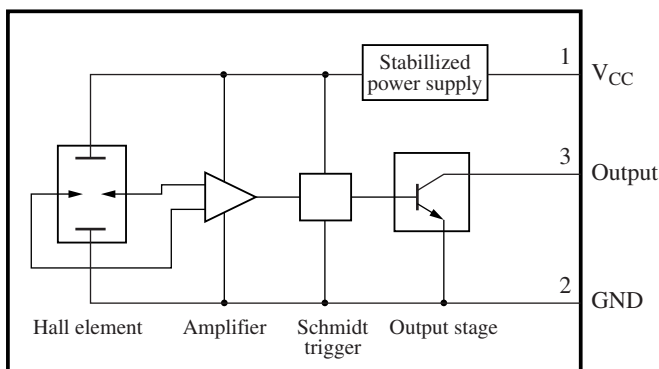 Stabillized
power supply
1
V_CC
3
Output
2
GND
Hall element
Amplifier
Schmidt
trigger
Output stage